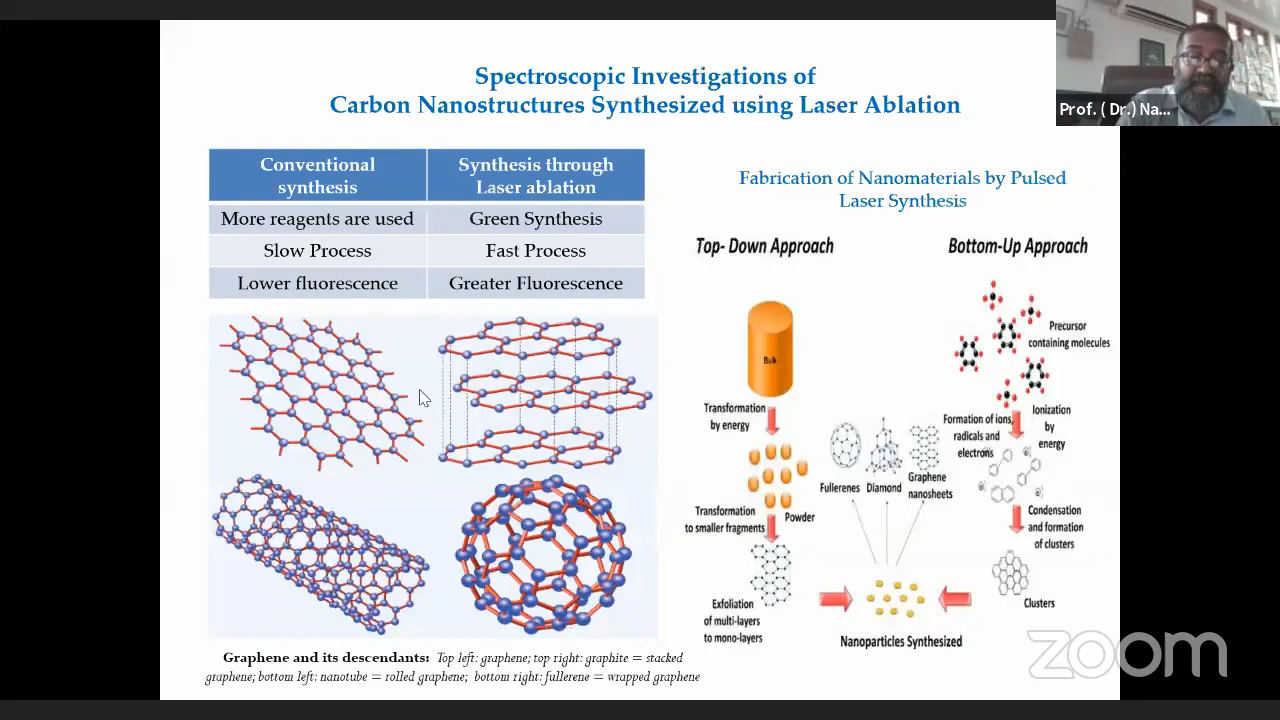 Spectroscopic Investigations of
Carbon Nanostructures Synthesized using Laser Ablation
Prof. ( Dr.) Na...
Conventional
synthesis
Synthesis through
Laser ablation
More reagents are used
Green Synthesis
Slow Process
Fast Process
Lower fluorescence
Greater Fluorescence
Graphene and its descendants: Top left: graphene; top right: graphite = stacked
graphene; bottom left: nanotube = rolled graphene; bottom right: fullerene = wrapped graphene
Fabrication of Nanomaterials by Pulsed
Laser Synthesis
Top- Down Approach
Bulk
Transformation
by energy
Powder
Transformation
to smaller fragments
Exfoliation
of multi-layers
to mono-layers
Fullerenes
Diamond
Graphene
nanosheets
Nanoparticles Synthesized
Bottom-Up Approach
Precursor
containing molecules
Formation of ions,
radicals and
electrons
Ionization
by
energy
Condensation
and formation
of clusters
Clusters
zoom